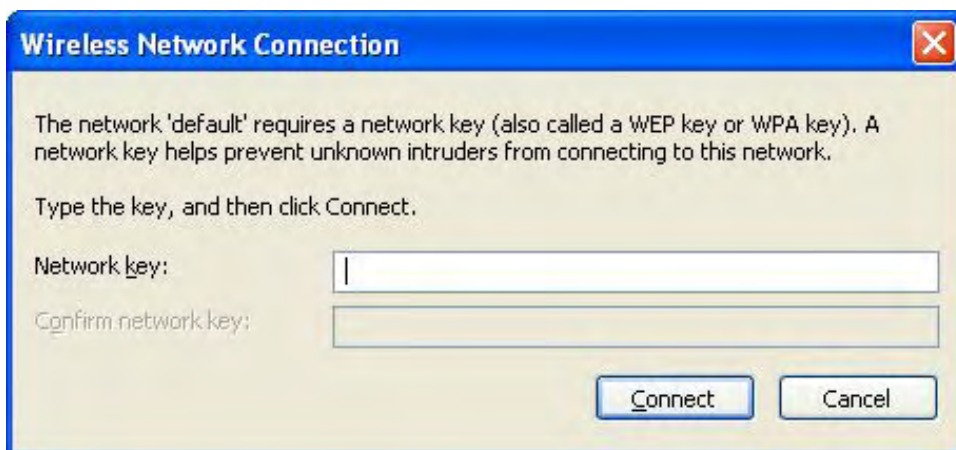 Wireless Network Connection
The network 'default' requires a network key (also called a WEP key or WPA key). A
network key helps prevent unknown intruders from connecting to this network.
Type the key, and then click Connect.
Network key:
Confirm network key:
Connect Cancel